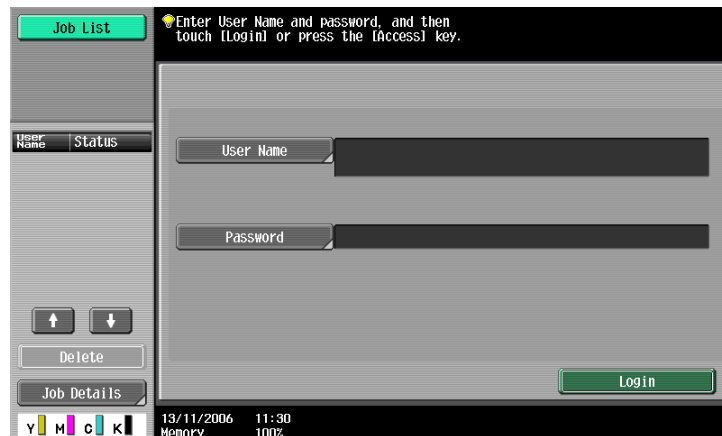 Job List
Enter User Name and password, and then
touch [Login] or press the [Access] key.
User Name
Status
User Name
Password
Delete
Login
Job Details
Y M C K
13/11/2006 11:30
Memory 100%